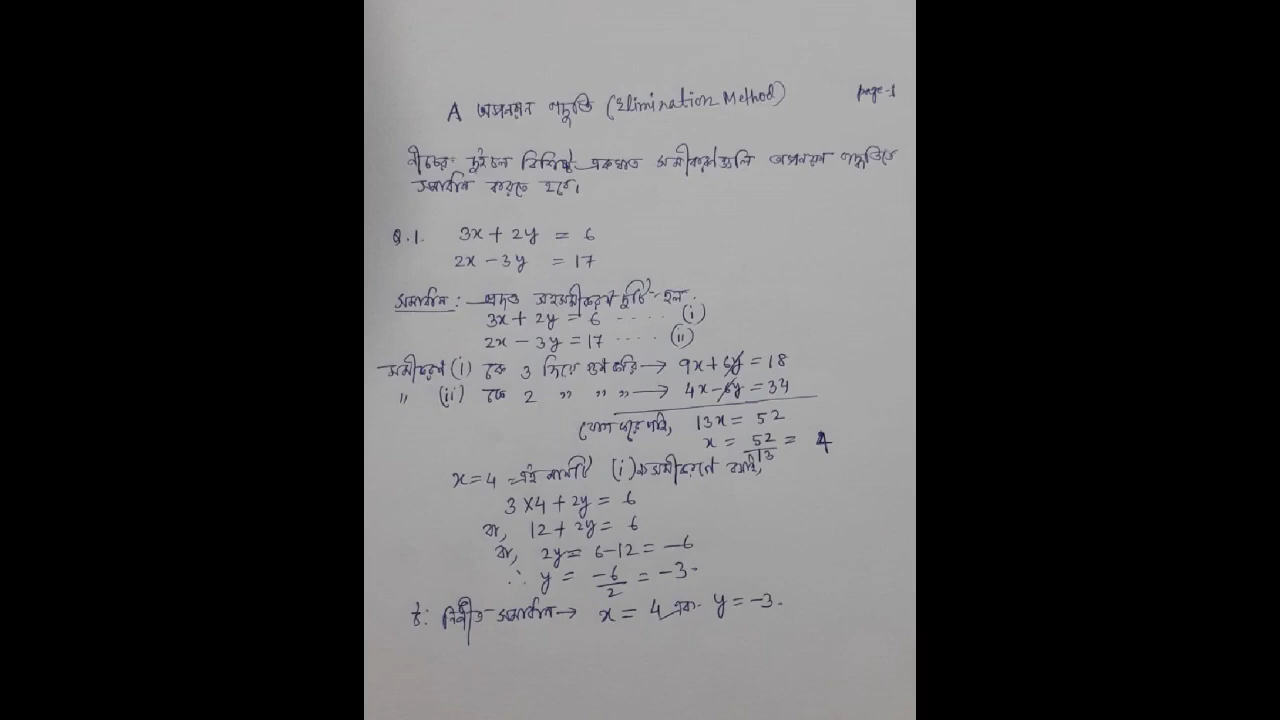 A অপনয়ন পদ্ধতি (Elimination Method) page-1
নীচের দুইচল বিশিষ্ট একঘাত সমীকরণগুলি অপনয়ন পদ্ধতিতে
সমাধান করতে হবে।
Q.1. 3x + 2y = 6
2x - 3y = 17
সমাধান :- প্রদত্ত সহসমীকরণ দুটি হল.
3x + 2y = 6 ..... (i)
2x - 3y = 17 .... (ii)
সমীকরণ (i) কে 3 দিয়ে গুণ করি → 9x + 6y = 18
" (ii) কে 2 " " " → 4x - 6y = 34
যোগ করে পাই, 13x = 52
x = 52/13 = 4
x = 4 এই মানটি (i) সমীকরণে বসাই,
3 x 4 + 2y = 6
বা, 12 + 2y = 6
বা, 2y = 6-12 = -6
∴ y = -6/2 = -3.
উ: নির্ণীত সমাধান → x = 4 এবং y = -3.